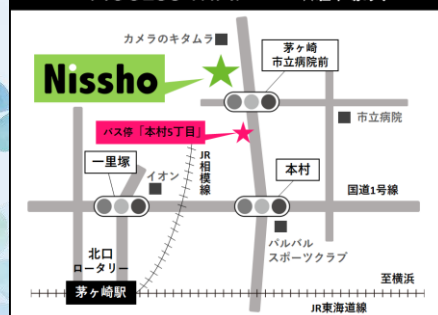 カメラのキタムラ
茅ヶ崎
市立病院前
Nissho
市立病院
バス停「本村5丁目」
一里塚
イオン
JR相模線
本村
国道1号線
北口
ロータリー
パルバル
スポーツクラブ
茅ヶ崎駅
至横浜
JR東海道線